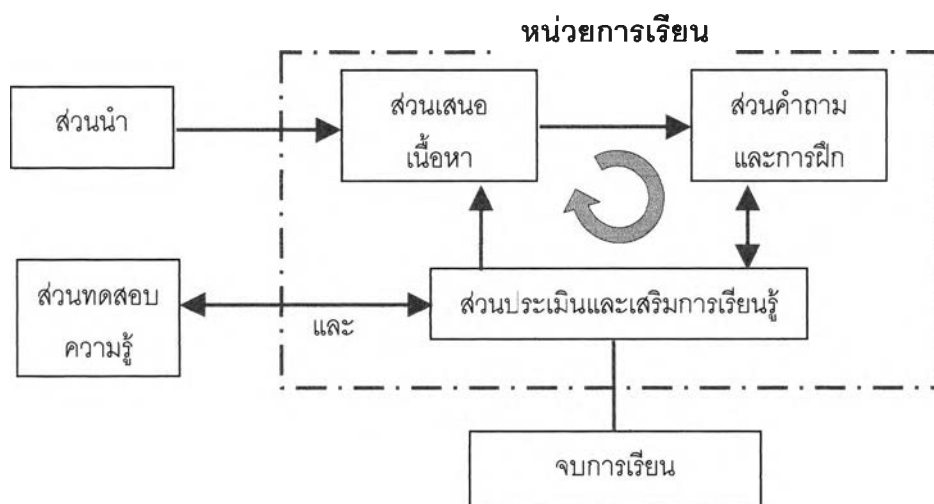 หน่วยการเรียน
ส่วนนำ
ส่วนเสนอ
เนื้อหา
ส่วนคำถาม
และการฝึก
ส่วนทดสอบ
ความรู้
และ
ส่วนประเมินและเสริมการเรียนรู้
จบการเรียน